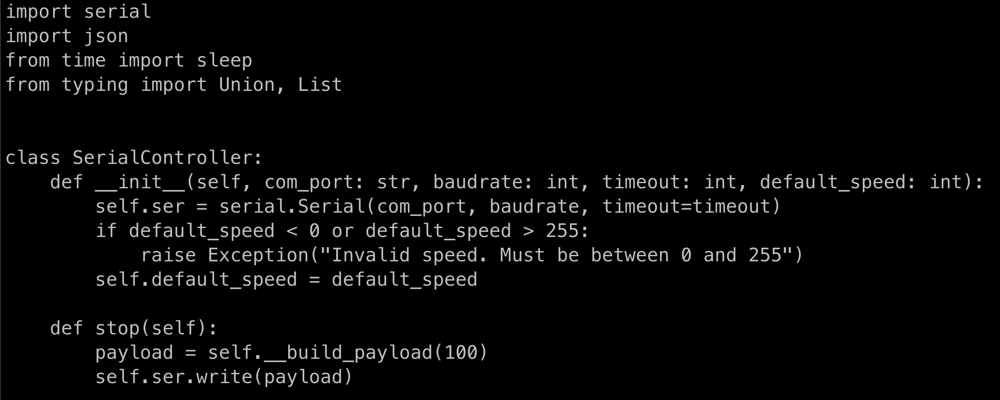 import serial
import json
from time import sleep
from typing import Union, List
class SerialController:
    def __init__(self, com_port: str, baudrate: int, timeout: int, default_speed: int):
        self.ser = serial.Serial(com_port, baudrate, timeout=timeout)
        if default_speed < 0 or default_speed > 255:
            raise Exception("Invalid speed. Must be between 0 and 255")
        self.default_speed = default_speed
    def stop(self):
        payload = self.__build_payload(100)
        self.ser.write(payload)